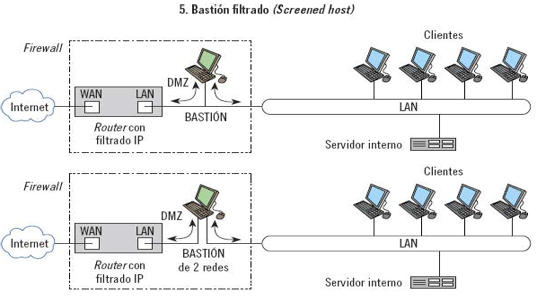 5. Bastión filtrado (Screened host)
Clientes
Firewall
DMZ
WAN
LAN
Internet
BASTIÓN
LAN
Router con
filtrado IP
Servidor interno
Clientes
Firewall
DMZ
WAN
LAN
Internet
BASTIÓN
de 2 redes
LAN
Router con
filtrado IP
Servidor interno